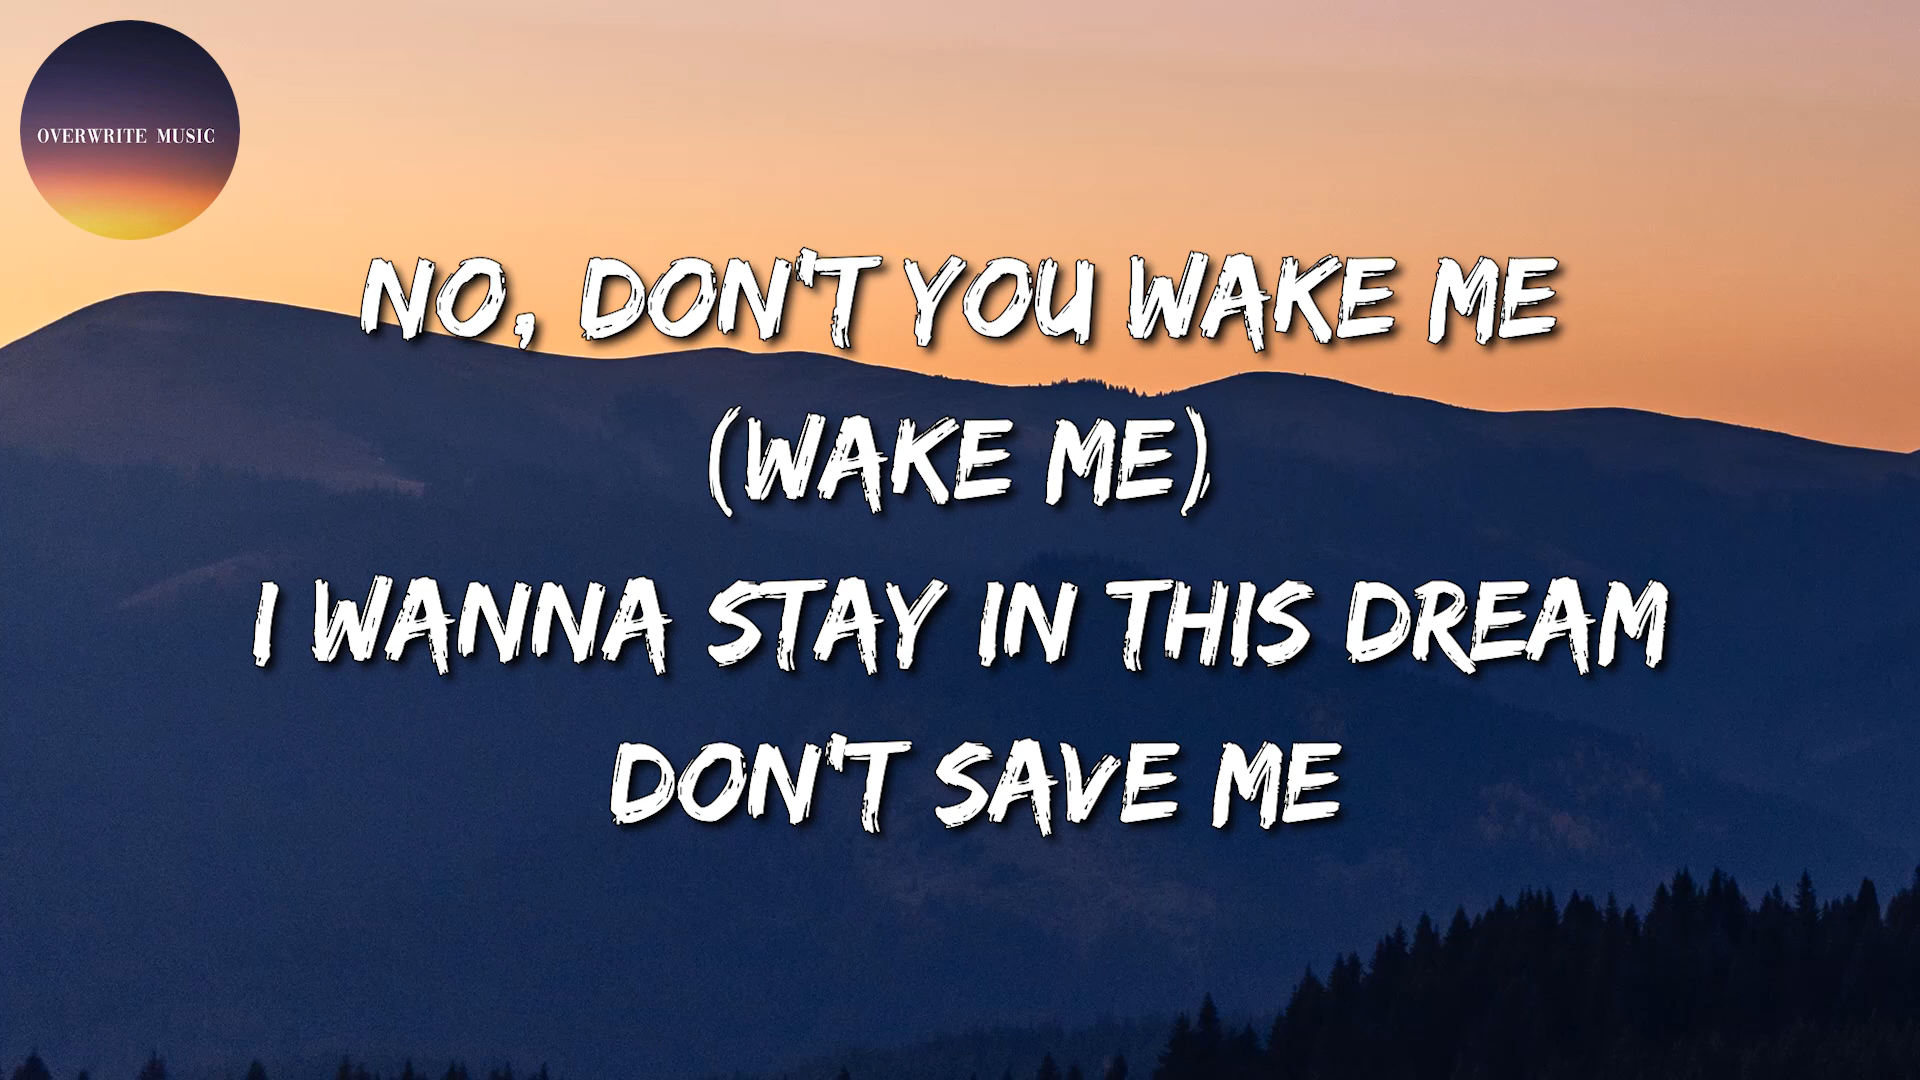 OVERWRITE MUSIC
NO, DON'T YOU WAKE ME
(WAKE ME)
I WANNA STAY IN THIS DREAM
DON'T SAVE ME